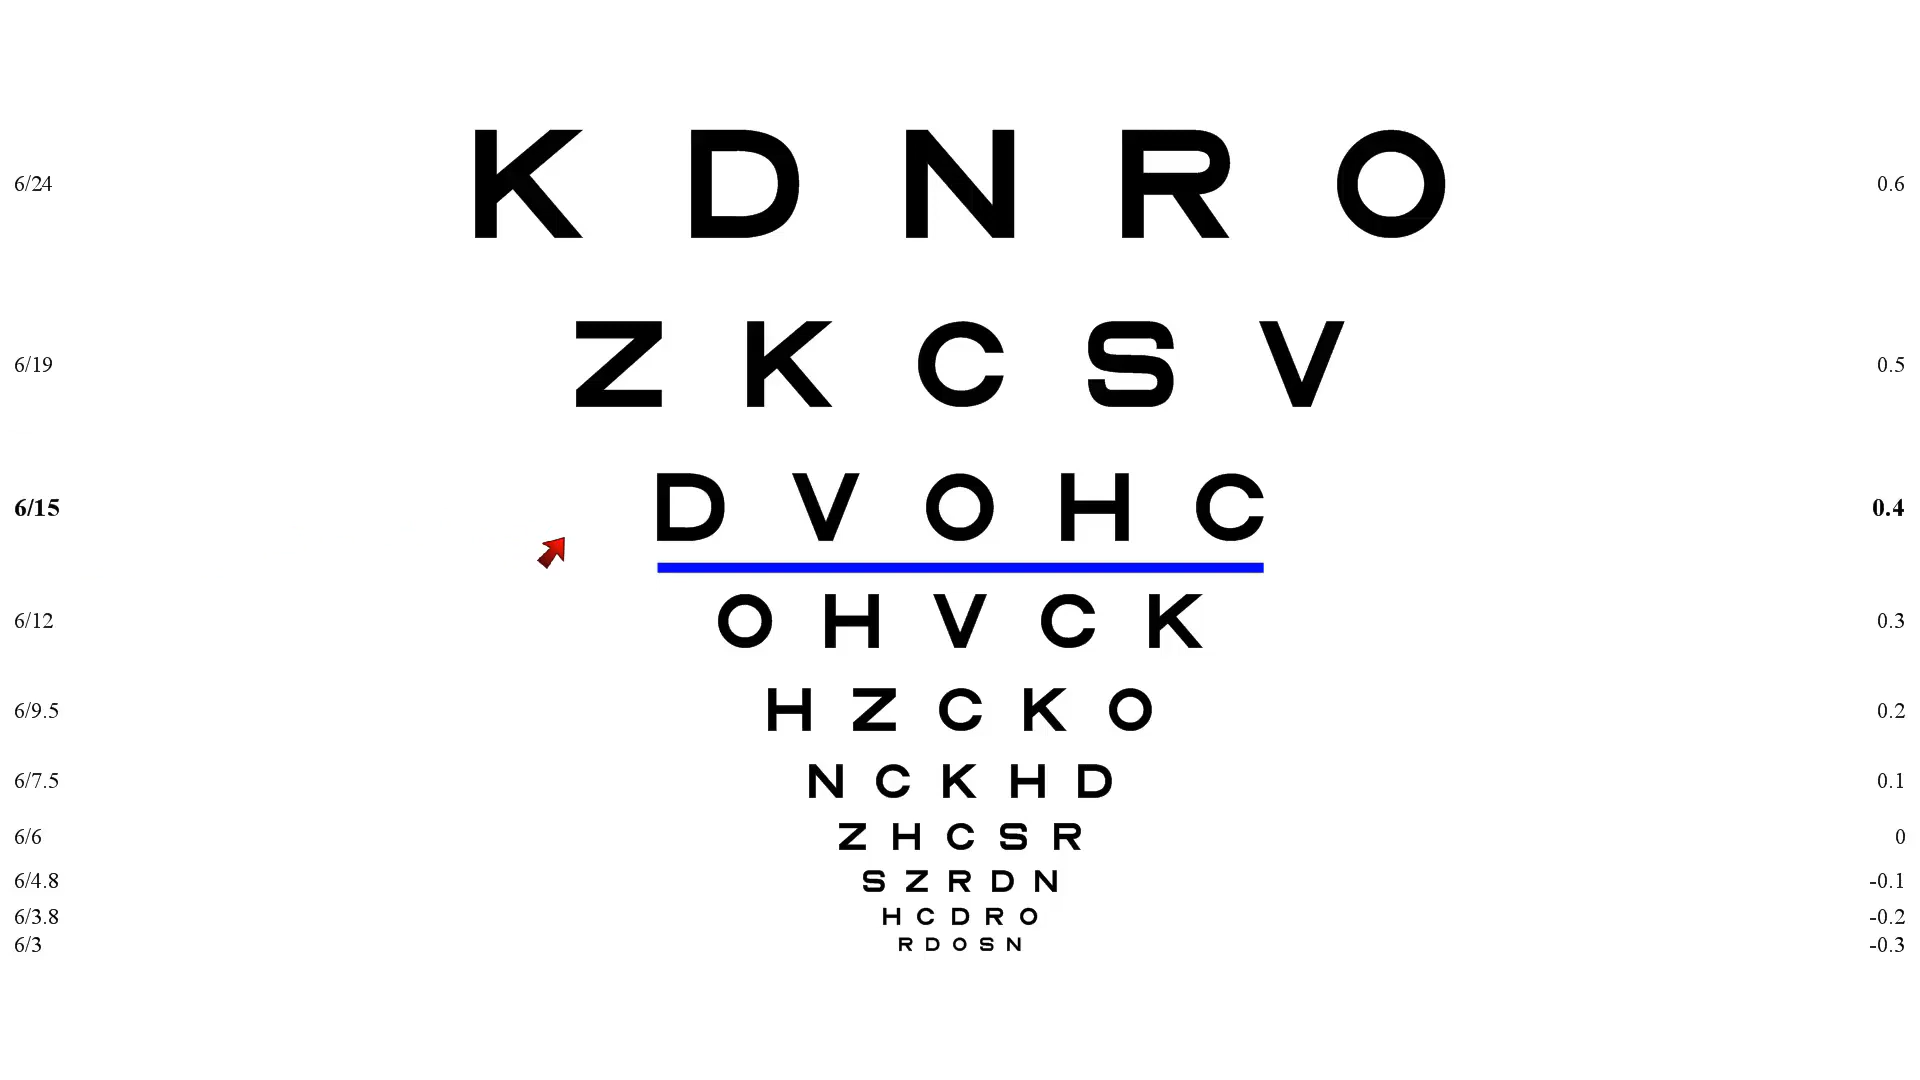 6/24 K D N R O 0.6
6/19 Z K C S V 0.5
6/15 D V O H C 0.4
6/12 O H V C K 0.3
6/9.5 H Z C K O 0.2
6/7.5 N C K H D 0.1
6/6 Z H C S R 0
6/4.8 S Z R D N -0.1
6/3.8 H C D R O -0.2
6/3 R D O S N -0.3